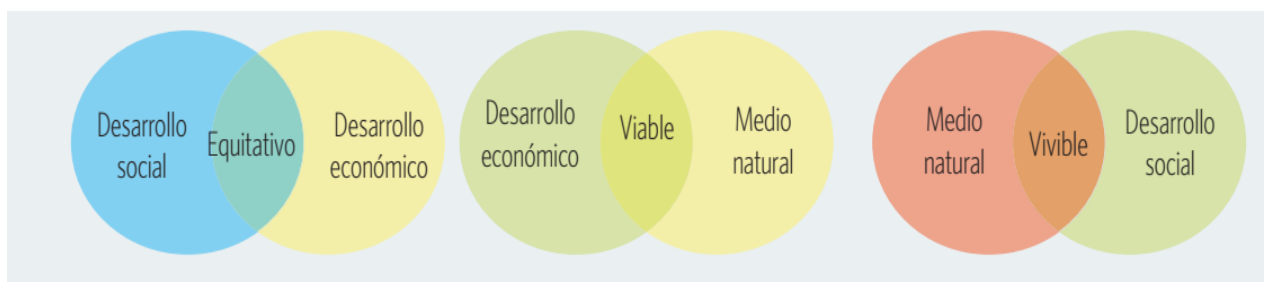 Desarrollo
social
Equitativo
Desarrollo
económico
Desarrollo
económico
Viable
Medio
natural
Medio
natural
Vivible
Desarrollo
social